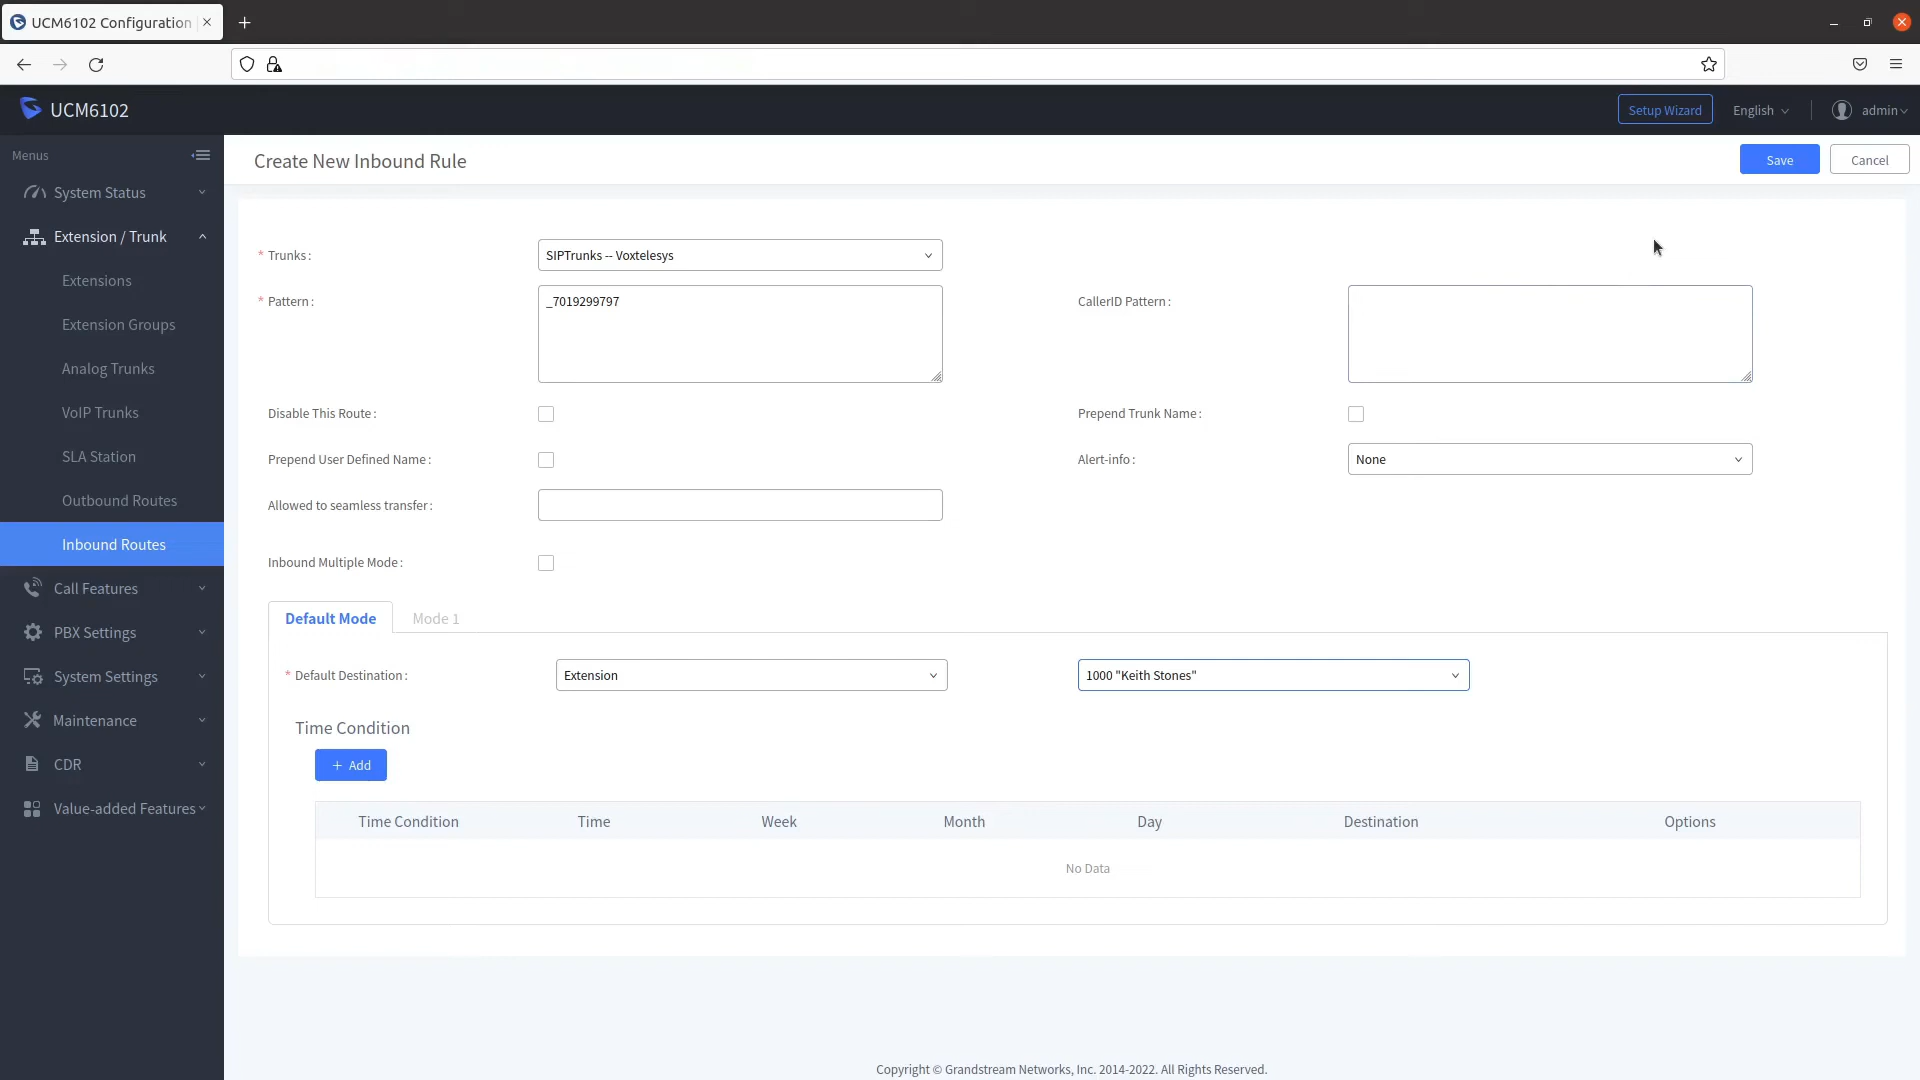 UCM6102 Configuration
UCM6102
Setup Wizard
English
admin
Menus
Create New Inbound Rule
Save
Cancel
System Status
Extension / Trunk
Extensions
Extension Groups
Analog Trunks
VoIP Trunks
SLA Station
Outbound Routes
Inbound Routes
Call Features
PBX Settings
System Settings
Maintenance
CDR
Value-added Features
* Trunks :
SIPTrunks -- Voxtelesys
* Pattern :
_7019299797
CallerID Pattern :
Disable This Route :
Prepend Trunk Name :
Prepend User Defined Name :
Alert-info :
None
Allowed to seamless transfer :
Inbound Multiple Mode :
Default Mode
Mode 1
* Default Destination :
Extension
1000 "Keith Stones"
Time Condition
+ Add
Time Condition Time Week Month Day Destination Options
No Data
Copyright © Grandstream Networks, Inc. 2014-2022. All Rights Reserved.